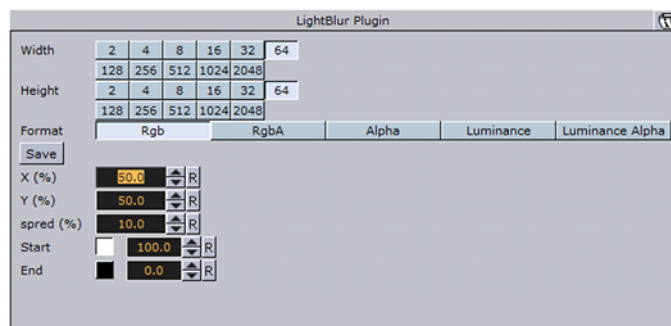 LightBlur Plugin
Width 2 4 8 16 32 64
128 256 512 1024 2048
Height 2 4 8 16 32 64
128 256 512 1024 2048
Format Rgb RgbA Alpha Luminance Luminance Alpha
Save
X (%) 50.0 R
Y (%) 50.0 R
spred (%) 10.0 R
Start 100.0 R
End 0.0 R